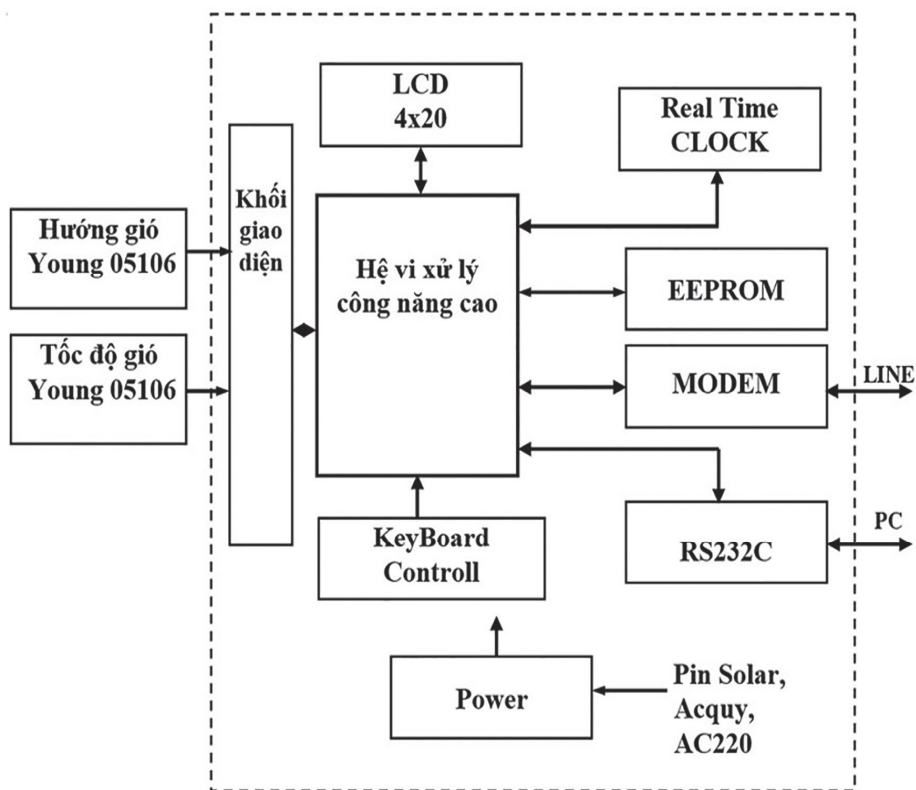 LCD
4x20
Real Time
CLOCK
Khối
giao
diện
Hướng gió
Young 05106
Hệ vi xử lý
công năng cao
EEPROM
Tốc độ gió
Young 05106
MODEM
LINE
KeyBoard
Controll
RS232C
PC
Power
Pin Solar,
Acquy,
AC220